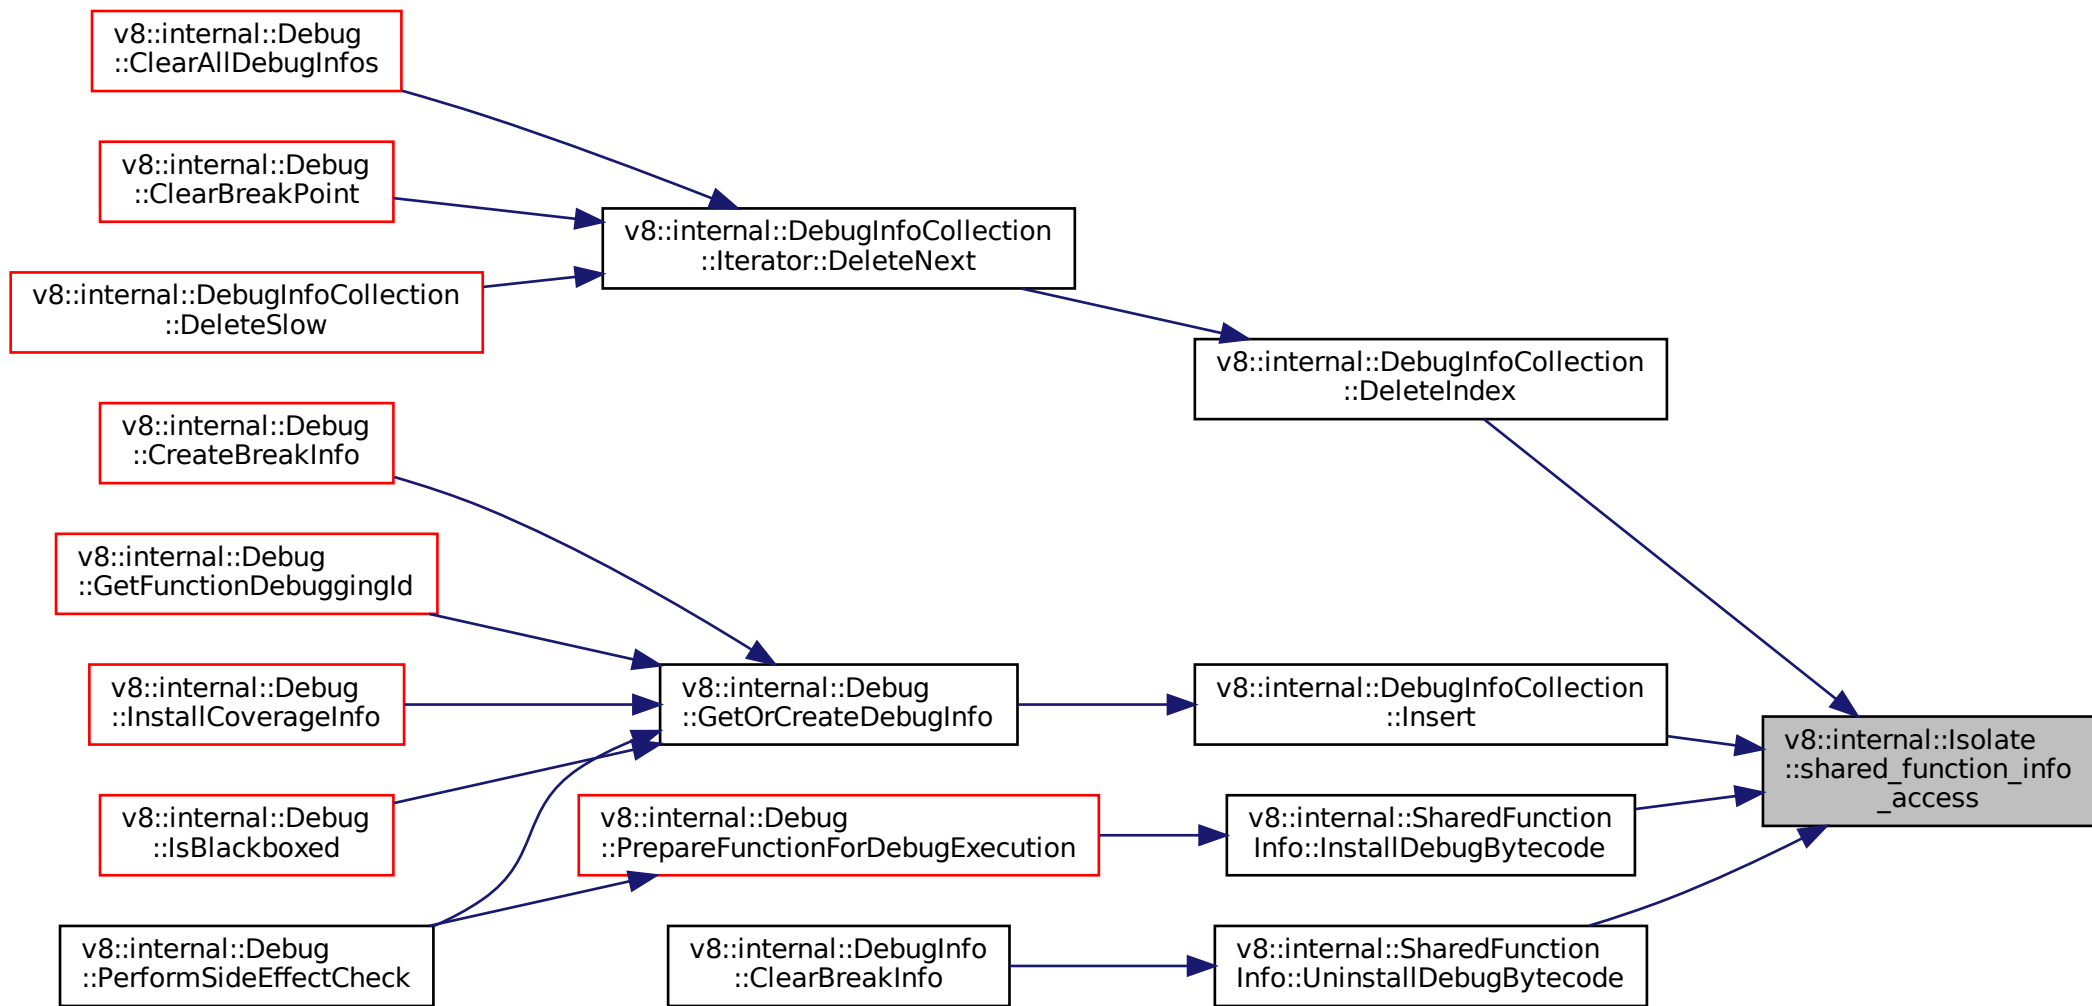 v8::internal::Debug
::ClearAllDebugInfos
v8::internal::Debug
::ClearBreakPoint
v8::internal::DebugInfoCollection
::Iterator::DeleteNext
v8::internal::DebugInfoCollection
::DeleteSlow
v8::internal::DebugInfoCollection
::DeleteIndex
v8::internal::Debug
::CreateBreakInfo
v8::internal::Debug
::GetFunctionDebuggingId
v8::internal::Debug
::InstallCoverageInfo
v8::internal::Debug
::GetOrCreateDebugInfo
v8::internal::DebugInfoCollection
::Insert
v8::internal::Isolate
::shared_function_info
_access
v8::internal::Debug
::IsBlackboxed
v8::internal::Debug
::PrepareFunctionForDebugExecution
v8::internal::SharedFunction
Info::InstallDebugBytecode
v8::internal::Debug
::PerformSideEffectCheck
v8::internal::DebugInfo
::ClearBreakInfo
v8::internal::SharedFunction
Info::UninstallDebugBytecode